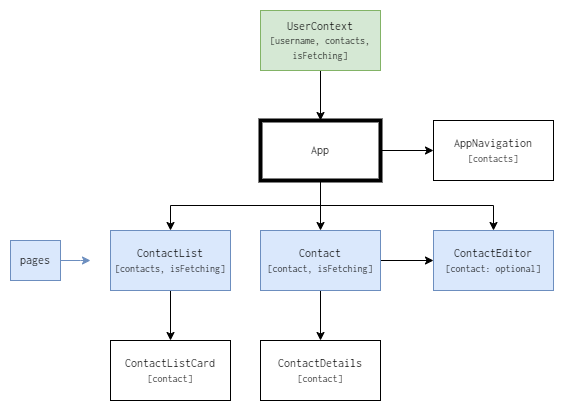 UserContext
[username, contacts,
isFetching]
App
AppNavigation
[contacts]
pages
ContactList
[contacts, isFetching]
Contact
[contact, isFetching]
ContactEditor
[contact: optional]
ContactListCard
[contact]
ContactDetails
[contact]